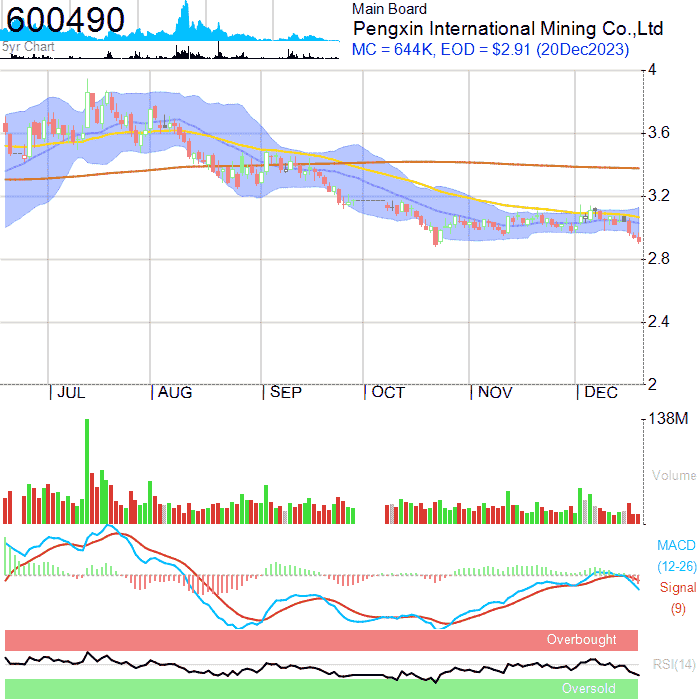 600490
5yr Chart
Main Board
Pengxin International Mining Co.,Ltd
MC = 644K, EOD = $2.91 (20Dec2023)
4
3.6
3.2
2.8
2.4
2
JUL AUG SEP OCT NOV DEC
138M
Volume
MACD
(12-26)
Signal
(9)
Overbought
RSI(14)
Oversold